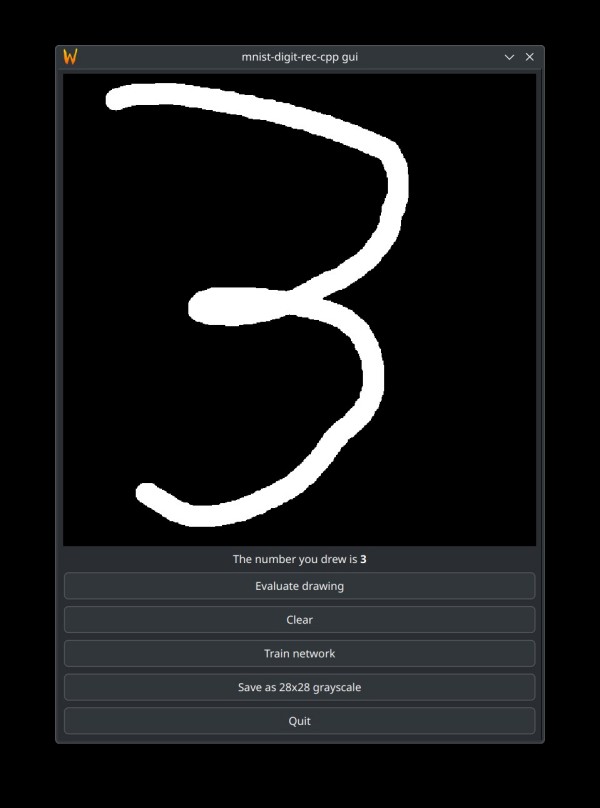 mnist-digit-rec-cpp gui
3
The number you drew is 3
Evaluate drawing
Clear
Train network
Save as 28x28 grayscale
Quit